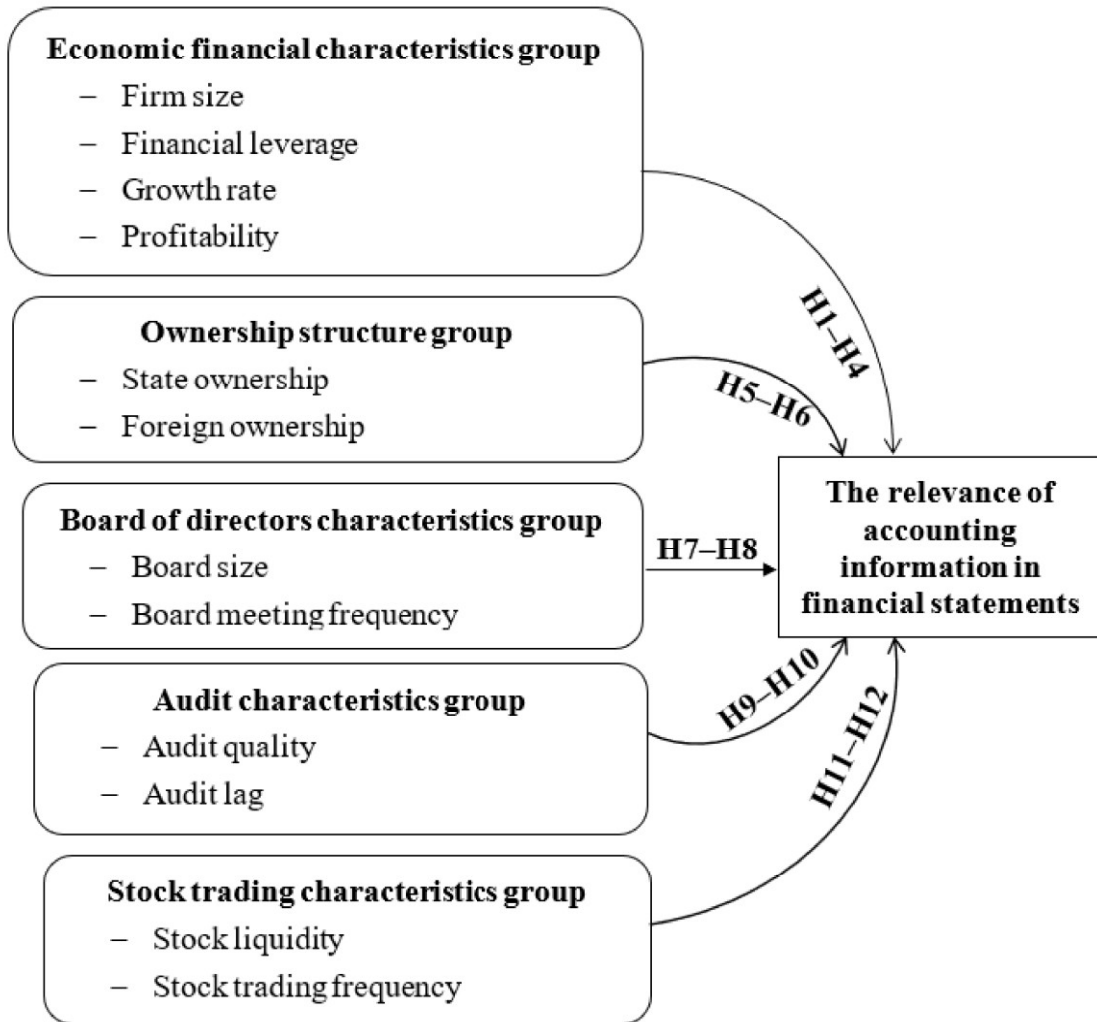 Economic financial characteristics group
– Firm size
– Financial leverage
– Growth rate
– Profitability
H1–H4
Ownership structure group
– State ownership
– Foreign ownership
H5–H6
Board of directors characteristics group
– Board size
– Board meeting frequency
H7–H8
The relevance of
accounting
information in
financial statements
Audit characteristics group
– Audit quality
– Audit lag
H9–H10
Stock trading characteristics group
– Stock liquidity
– Stock trading frequency
H11–H12